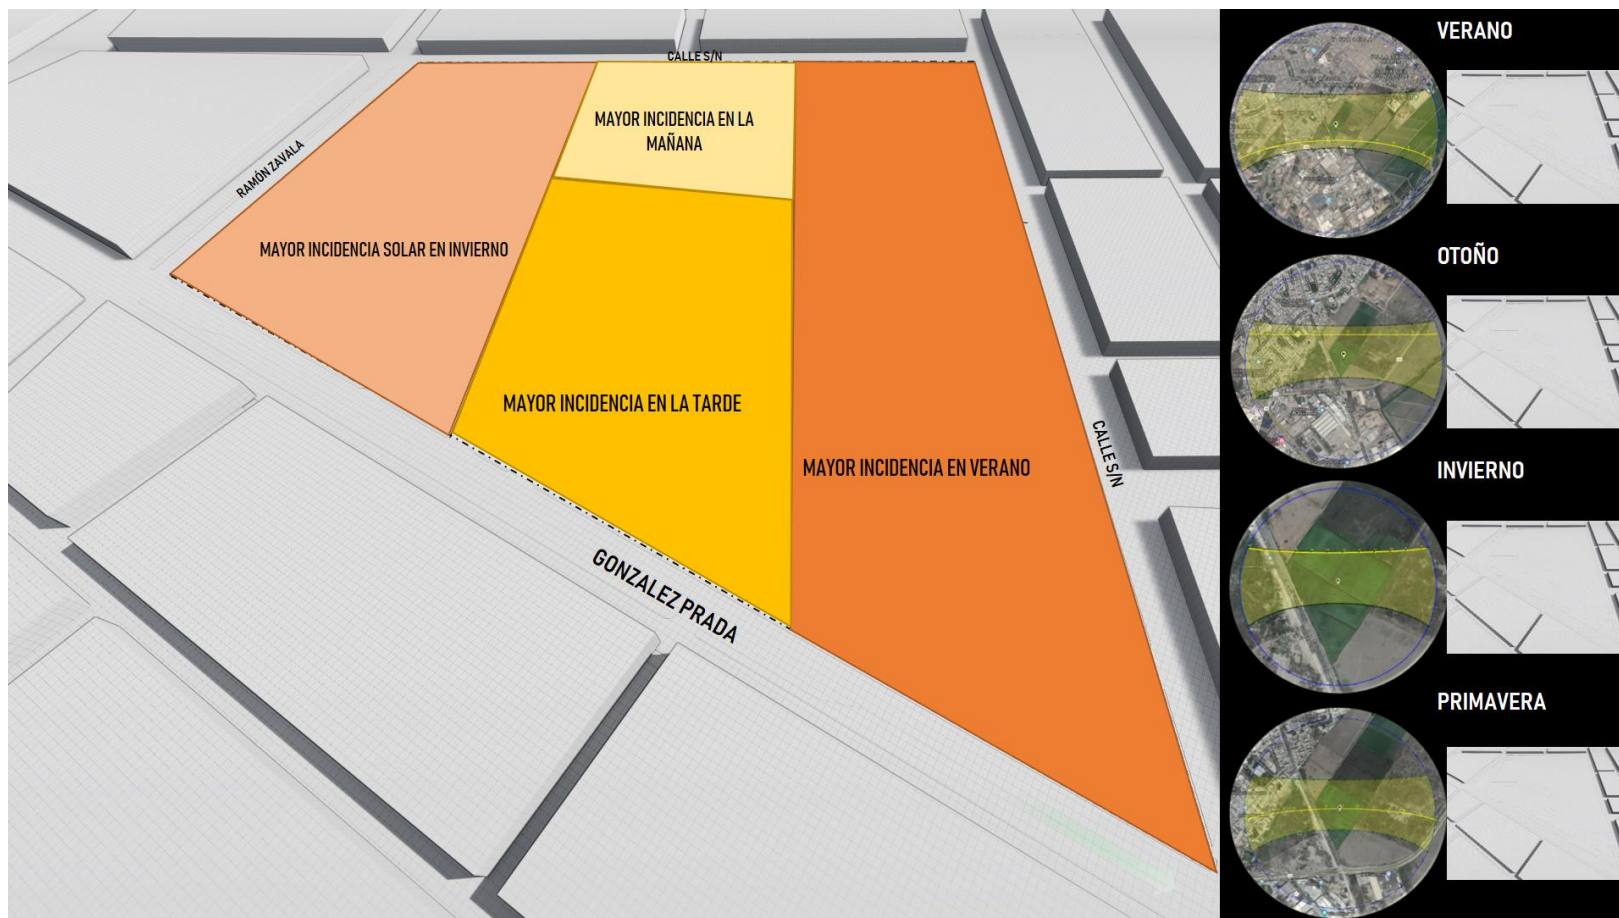 CALLE S/N
MAYOR INCIDENCIA EN LA
MAÑANA
RAMÓN ZAVALA
MAYOR INCIDENCIA SOLAR EN INVIERNO
MAYOR INCIDENCIA EN LA TARDE
MAYOR INCIDENCIA EN VERANO
CALLE S/N
GONZALEZ PRADA
VERANO
OTOÑO
INVIERNO
PRIMAVERA